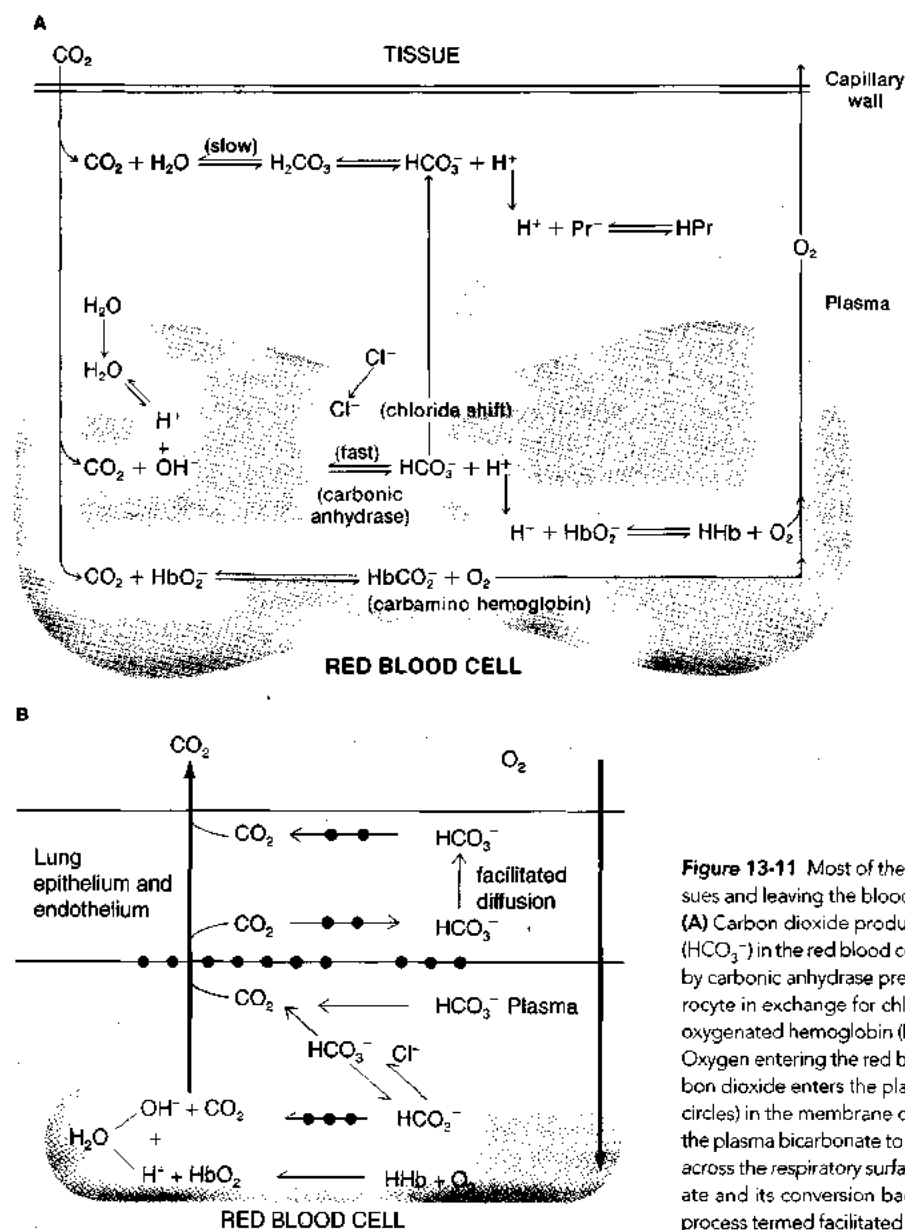 A
CO₂ TISSUE
Capillary
wall
CO₂ + H₂O (slow) H₂CO₃ HCO₃⁻ + H⁺
H⁺ + Pr⁻ HPr
O₂
H₂O
Plasma
H₂O
Cl⁻
H⁺
Cl⁻ (chloride shift)
+
CO₂ + OH⁻ (fast) HCO₃⁻ + H⁺
(carbonic
anhydrase)
H⁻ + HbO₂⁻ HHb + O₂
CO₂ + HbO₂⁻ HbCO₂⁻ + O₂
(carbamino hemoglobin)
RED BLOOD CELL
B
CO₂ O₂
CO₂ HCO₃⁻
Lung
epithelium and
endothelium
facilitated
diffusion
CO₂ HCO₃⁻
CO₂ HCO₃⁻ Plasma
HCO₃⁻ Cl⁻
OH⁻ + CO₂ HCO₂⁻
H₂O +
H⁻ + HbO₂ HHb + O₂
RED BLOOD CELL
Figure 13-11 Most of the
sues and leaving the blood
(A) Carbon dioxide produ
(HCO₃⁻) in the red blood c
by carbonic anhydrase pre
rocyte in exchange for chl
oxygenated hemoglobin (
Oxygen entering the red b
bon dioxide enters the pla
circles) in the membrane o
the plasma bicarbonate to
across the respiratory surfa
ate and its conversion ba
process termed facilitated